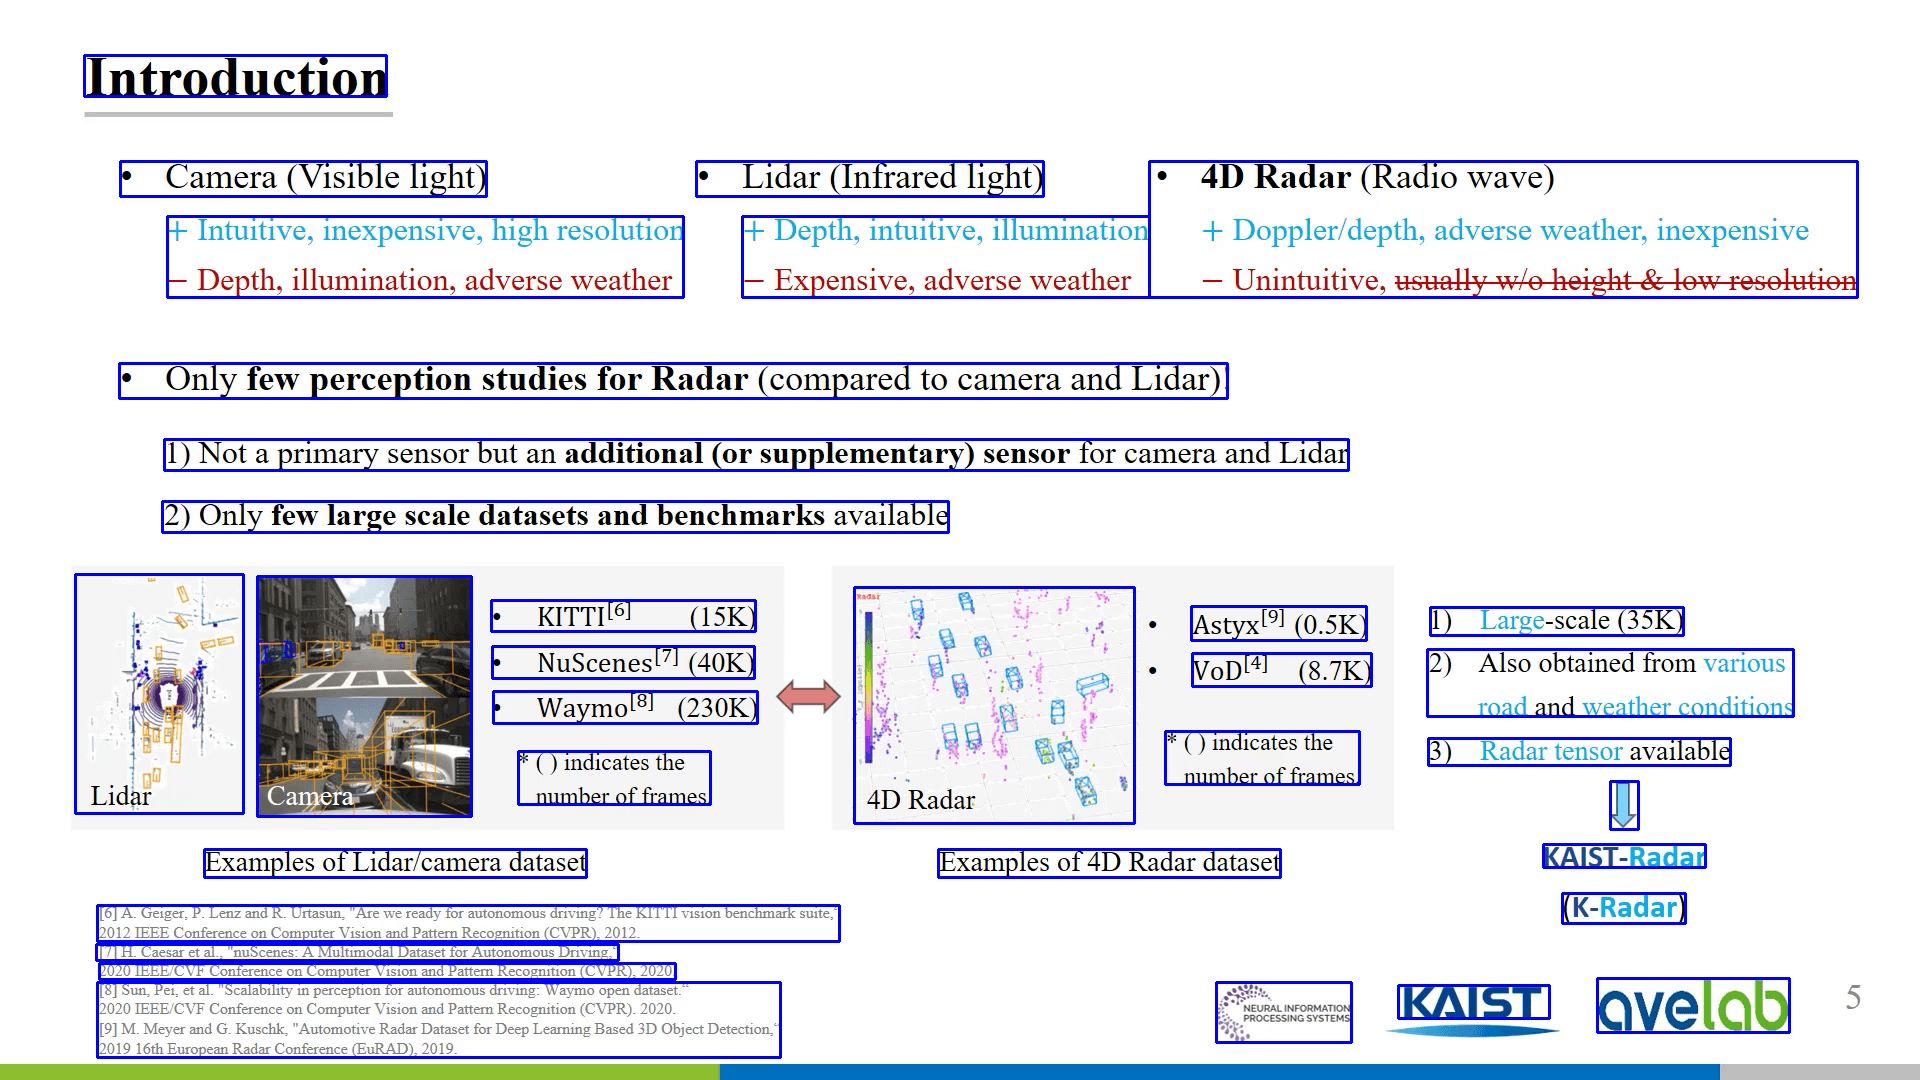 Introduction
• Camera (Visible light)
+ Intuitive, inexpensive, high resolution
− Depth, illumination, adverse weather
• Lidar (Infrared light)
+ Depth, intuitive, illumination
− Expensive, adverse weather
• 4D Radar (Radio wave)
+ Doppler/depth, adverse weather, inexpensive
− Unintuitive, usually w/o height & low resolution
• Only few perception studies for Radar (compared to camera and Lidar)
1) Not a primary sensor but an additional (or supplementary) sensor for camera and Lidar
2) Only few large scale datasets and benchmarks available
Lidar
Camera
• KITTI[6] (15K)
• NuScenes[7] (40K)
• Waymo[8] (230K)
* ( ) indicates the
number of frames
Radar
4D Radar
• Astyx[9] (0.5K)
• VoD[4] (8.7K)
* ( ) indicates the
number of frames
1) Large-scale (35K)
2) Also obtained from various
road and weather conditions
3) Radar tensor available
KAIST-Radar
(K-Radar)
Examples of Lidar/camera dataset
Examples of 4D Radar dataset
[6] A. Geiger, P. Lenz and R. Urtasun, "Are we ready for autonomous driving? The KITTI vision benchmark suite,"
2012 IEEE Conference on Computer Vision and Pattern Recognition (CVPR), 2012.
[7] H. Caesar et al., "nuScenes: A Multimodal Dataset for Autonomous Driving,"
2020 IEEE/CVF Conference on Computer Vision and Pattern Recognition (CVPR), 2020
[8] Sun, Pei, et al. "Scalability in perception for autonomous driving: Waymo open dataset."
2020 IEEE/CVF Conference on Computer Vision and Pattern Recognition (CVPR). 2020.
[9] M. Meyer and G. Kuschk, "Automotive Radar Dataset for Deep Learning Based 3D Object Detection,"
2019 16th European Radar Conference (EuRAD), 2019.
NEURAL INFORMATION
PROCESSING SYSTEMS
KAIST
avelab
5